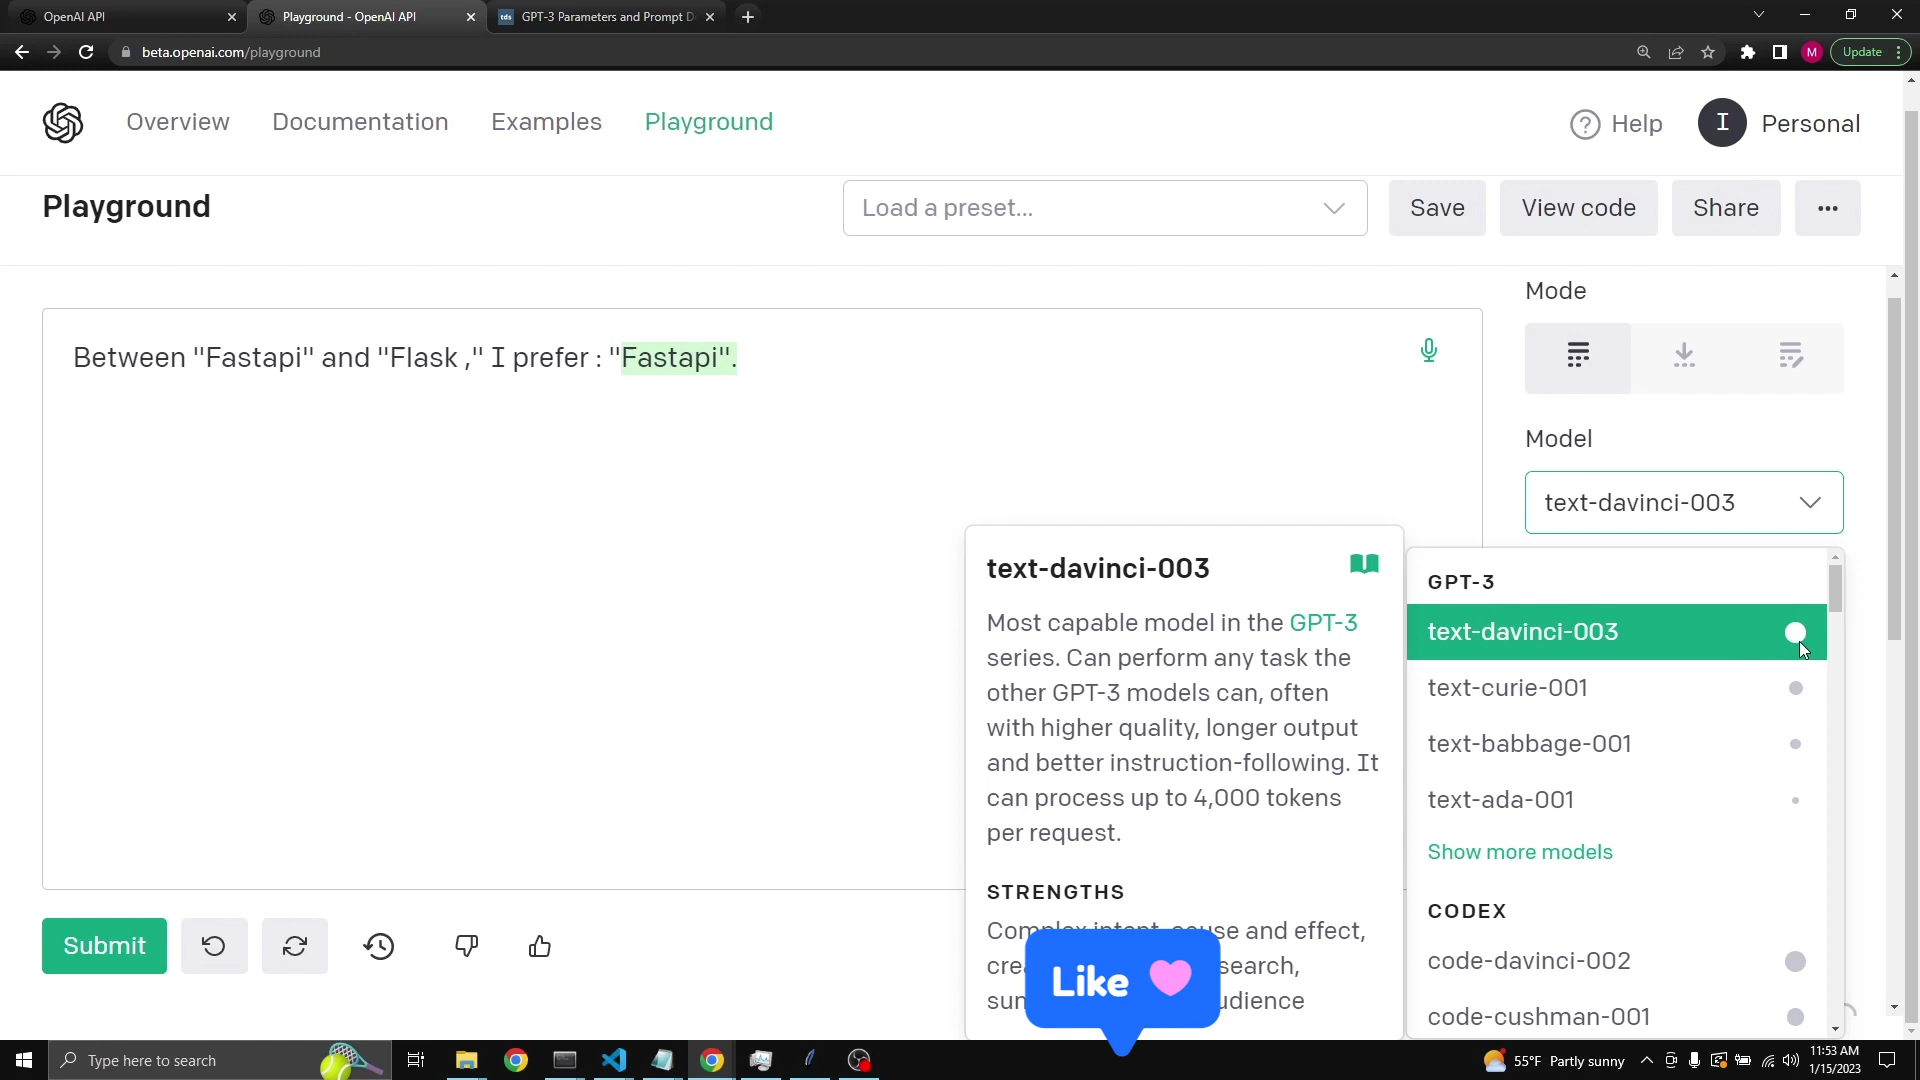 OpenAI API
Playground - OpenAI API
tds GPT-3 Parameters and Prompt D
beta.openai.com/playground
M
Update
Overview
Documentation
Examples
Playground
? Help
I
Personal
Playground
Load a preset...
Save
View code
Share
Between "Fastapi" and "Flask ," I prefer : "Fastapi".
Mode
Model
text-davinci-003
text-davinci-003
Most capable model in the GPT-3
series. Can perform any task the
other GPT-3 models can, often
with higher quality, longer output
and better instruction-following. It
can process up to 4,000 tokens
per request.
STRENGTHS
and effect,
search,
GPT-3
text-davinci-003
text-curie-001
text-babbage-001
text-ada-001
Show more models
CODEX
code-davinci-002
code-cushman-001
Submit
Like
Type here to search
55°F Partly sunny
11:53 AM
1/15/2023